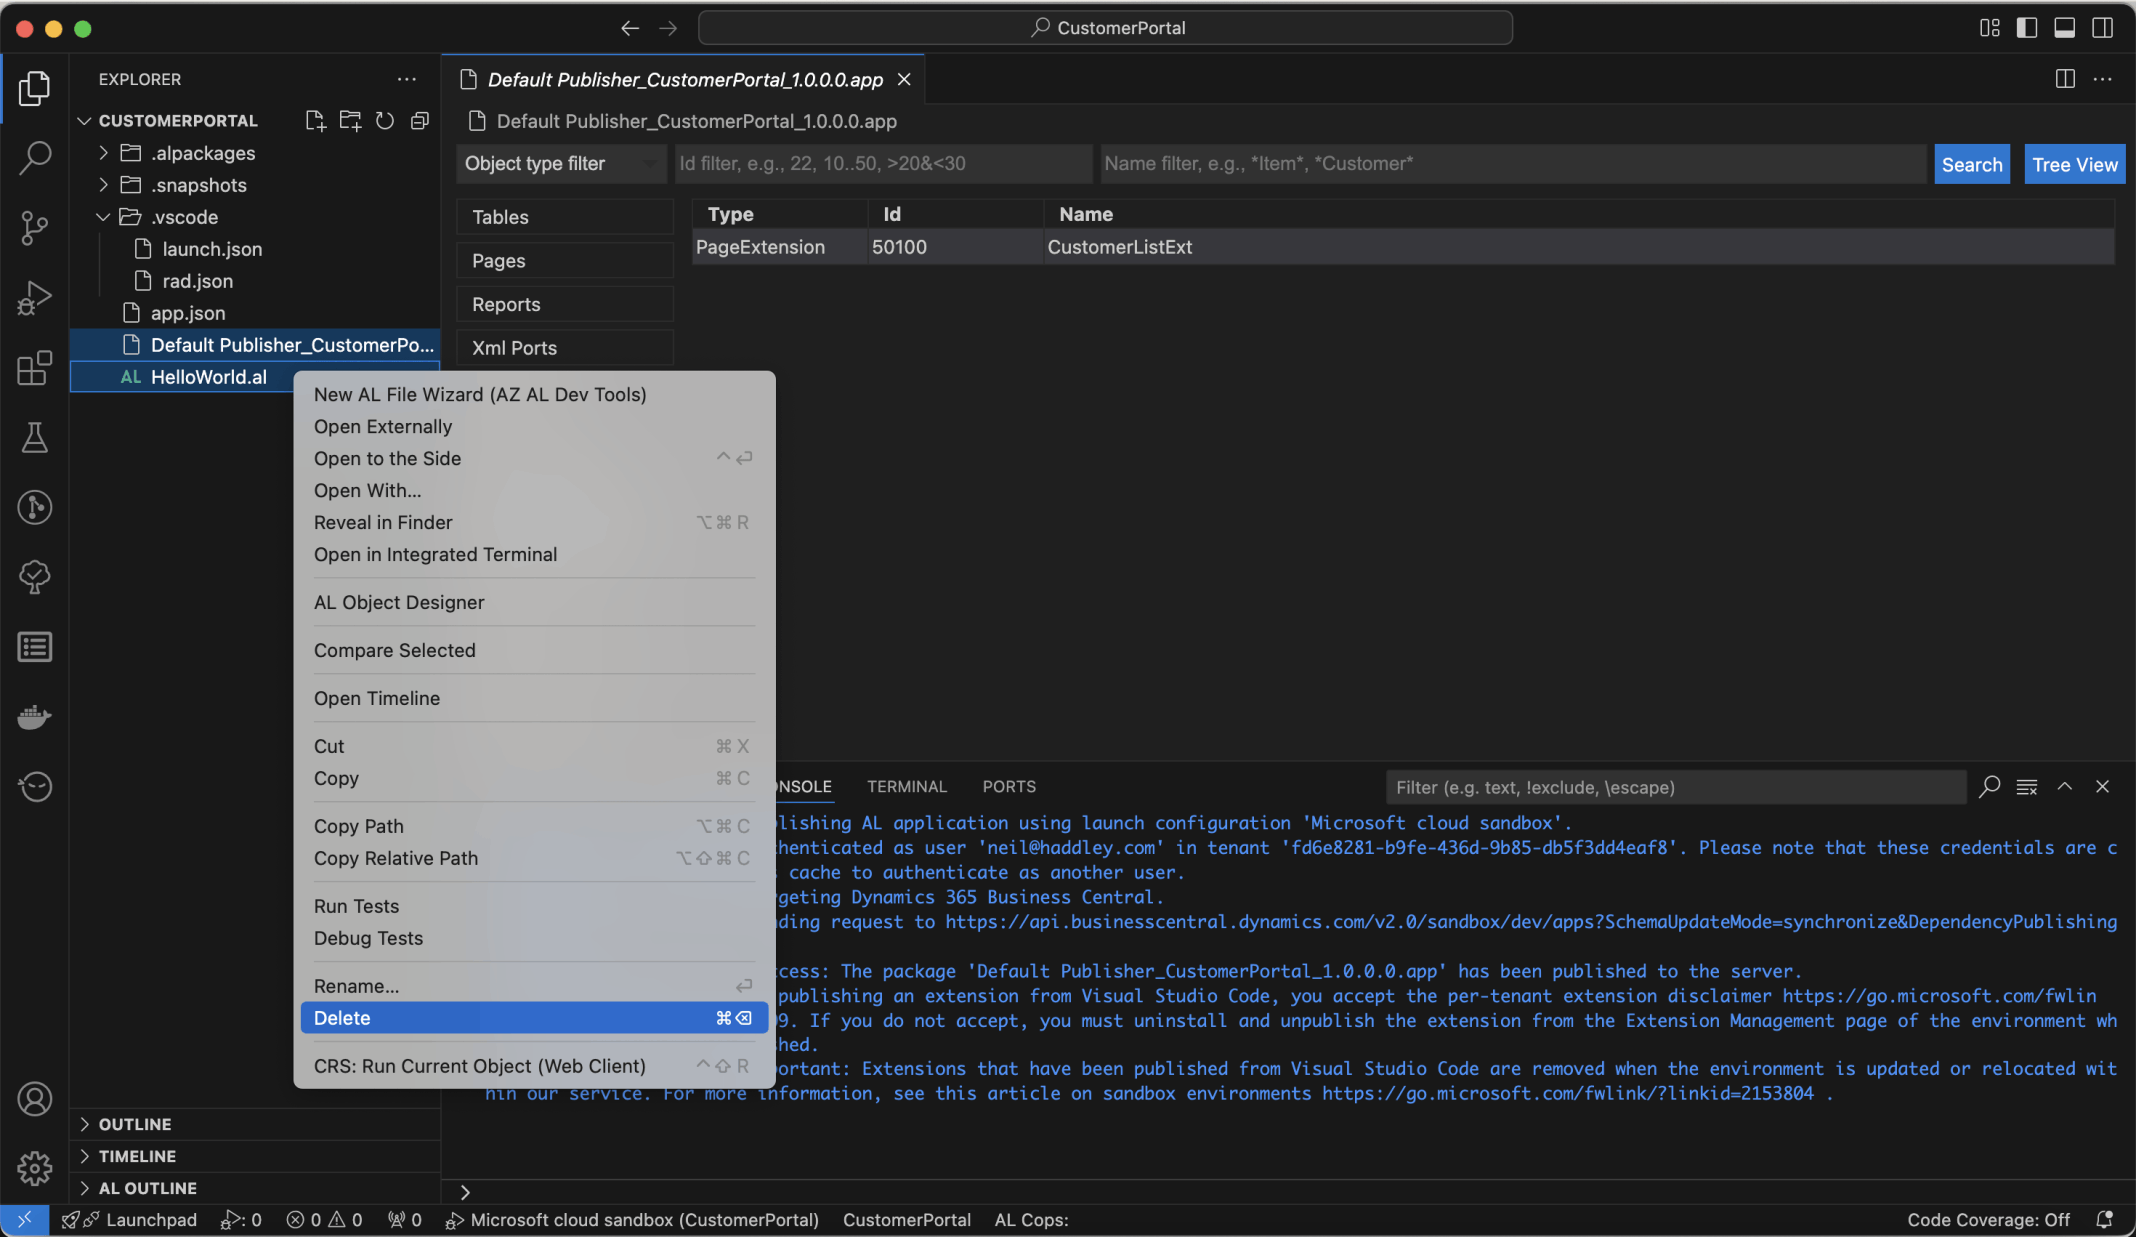 CustomerPortal
EXPLORER
CUSTOMERPORTAL
.alpackages
.snapshots
.vscode
launch.json
rad.json
app.json
Default Publisher_CustomerPo...
AL HelloWorld.al
OUTLINE
TIMELINE
AL OUTLINE
Default Publisher_CustomerPortal_1.0.0.0.app
Default Publisher_CustomerPortal_1.0.0.0.app
Object type filter
Id filter, e.g., 22, 10..50, >20&<30
Name filter, e.g., *Item*, *Customer*
Search
Tree View
Tables
Pages
Reports
Xml Ports
Type Id Name
PageExtension 50100 CustomerListExt
New AL File Wizard (AZ AL Dev Tools)
Open Externally
Open to the Side ^⏎
Open With...
Reveal in Finder ⌥⌘R
Open in Integrated Terminal
AL Object Designer
Compare Selected
Open Timeline
Cut ⌘X
Copy ⌘C
Copy Path ⌥⌘C
Copy Relative Path ⌥⇧⌘C
Run Tests
Debug Tests
Rename... ⏎
Delete ⌘⌫
CRS: Run Current Object (Web Client) ^⇧R
NSOLE TERMINAL PORTS
Filter (e.g. text, !exclude, \escape)
lishing AL application using launch configuration 'Microsoft cloud sandbox'.
henticated as user 'neil@haddley.com' in tenant 'fd6e8281-b9fe-436d-9b85-db5f3dd4eaf8'. Please note that these credentials are c
cache to authenticate as another user.
geting Dynamics 365 Business Central.
ding request to https://api.businesscentral.dynamics.com/v2.0/sandbox/dev/apps?SchemaUpdateMode=synchronize&DependencyPublishing
cess: The package 'Default Publisher_CustomerPortal_1.0.0.0.app' has been published to the server.
publishing an extension from Visual Studio Code, you accept the per-tenant extension disclaimer https://go.microsoft.com/fwlin
9. If you do not accept, you must uninstall and unpublish the extension from the Extension Management page of the environment wh
hed.
ortant: Extensions that have been published from Visual Studio Code are removed when the environment is updated or relocated wit
hin our service. For more information, see this article on sandbox environments https://go.microsoft.com/fwlink/?linkid=2153804 .
Launchpad : 0 0 0 0 Microsoft cloud sandbox (CustomerPortal) CustomerPortal AL Cops: Code Coverage: Off